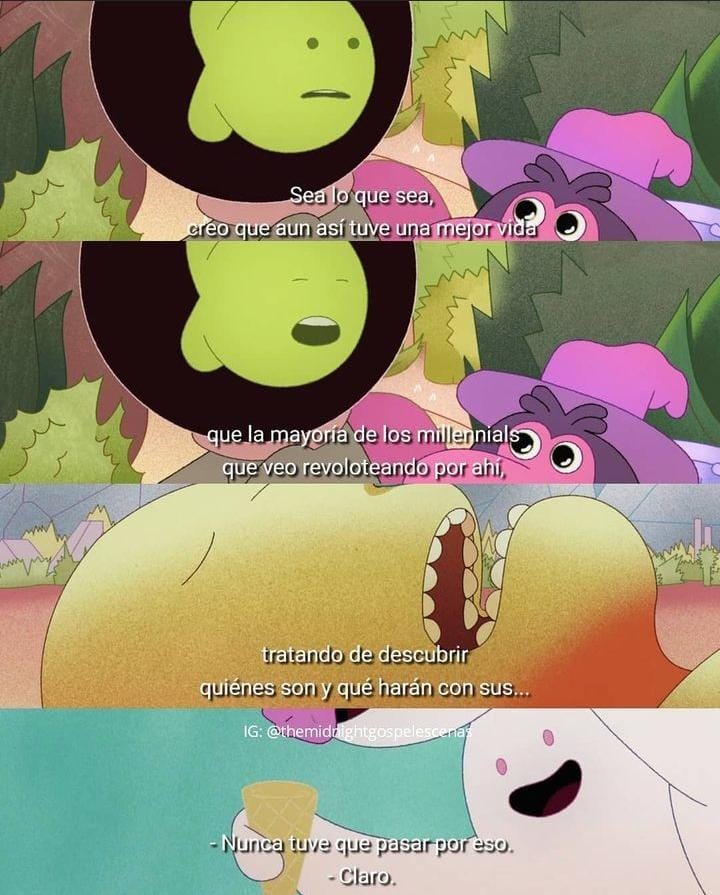 Sea lo que sea,
creo que aun así tuve una mejor vida
que la mayoría de los millennials
que veo revoloteando por ahí,
tratando de descubrir
quiénes son y qué harán con sus...
IG: @themidnightgospelescenas
- Nunca tuve que pasar por eso.
- Claro.